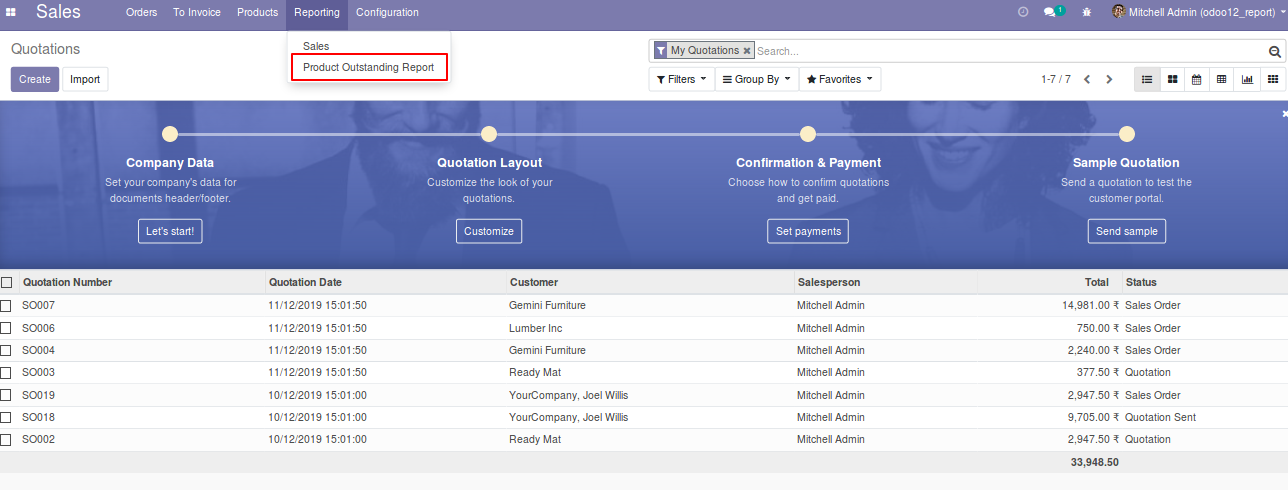 Sales Orders To Invoice Products Reporting Configuration 1 Mitchell Admin (odoo12_report)
Sales
Product Outstanding Report
Quotations
My Quotations Search...
Create Import
Filters Group By Favorites 1-7 / 7
Company Data Quotation Layout Confirmation & Payment Sample Quotation
Set your company's data for Customize the look of your Choose how to confirm quotations Send a quotation to test the
documents header/footer. quotations. and get paid. customer portal.
Let's start! Customize Set payments Send sample
Quotation Number Quotation Date Customer Salesperson Total Status
SO007 11/12/2019 15:01:50 Gemini Furniture Mitchell Admin 14,981.00 ₹ Sales Order
SO006 11/12/2019 15:01:50 Lumber Inc Mitchell Admin 750.00 ₹ Sales Order
SO004 11/12/2019 15:01:50 Gemini Furniture Mitchell Admin 2,240.00 ₹ Sales Order
SO003 11/12/2019 15:01:50 Ready Mat Mitchell Admin 377.50 ₹ Quotation
SO019 10/12/2019 15:01:00 YourCompany, Joel Willis Mitchell Admin 2,947.50 ₹ Sales Order
SO018 10/12/2019 15:01:00 YourCompany, Joel Willis Mitchell Admin 9,705.00 ₹ Quotation Sent
SO002 10/12/2019 15:01:00 Ready Mat Mitchell Admin 2,947.50 ₹ Quotation
33,948.50